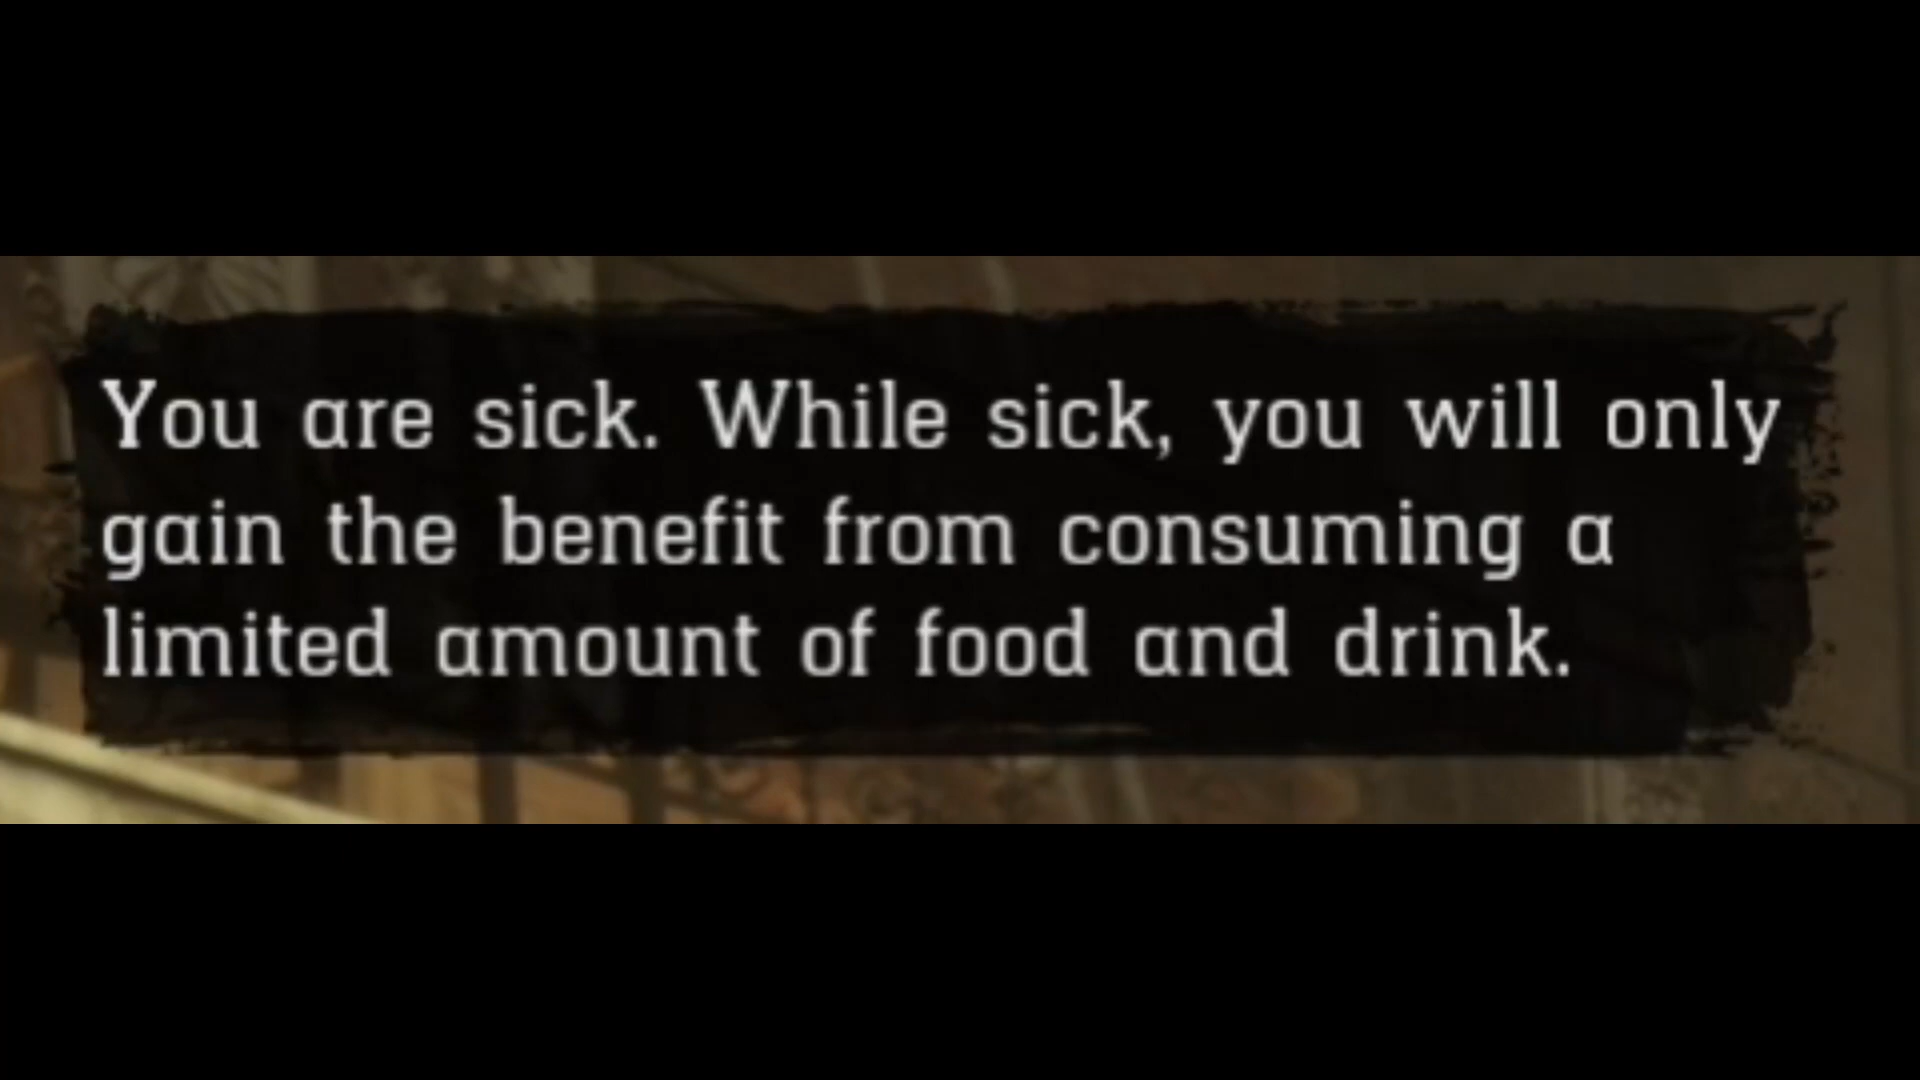 You are sick. While sick, you will only
gain the benefit from consuming a
limited amount of food and drink.